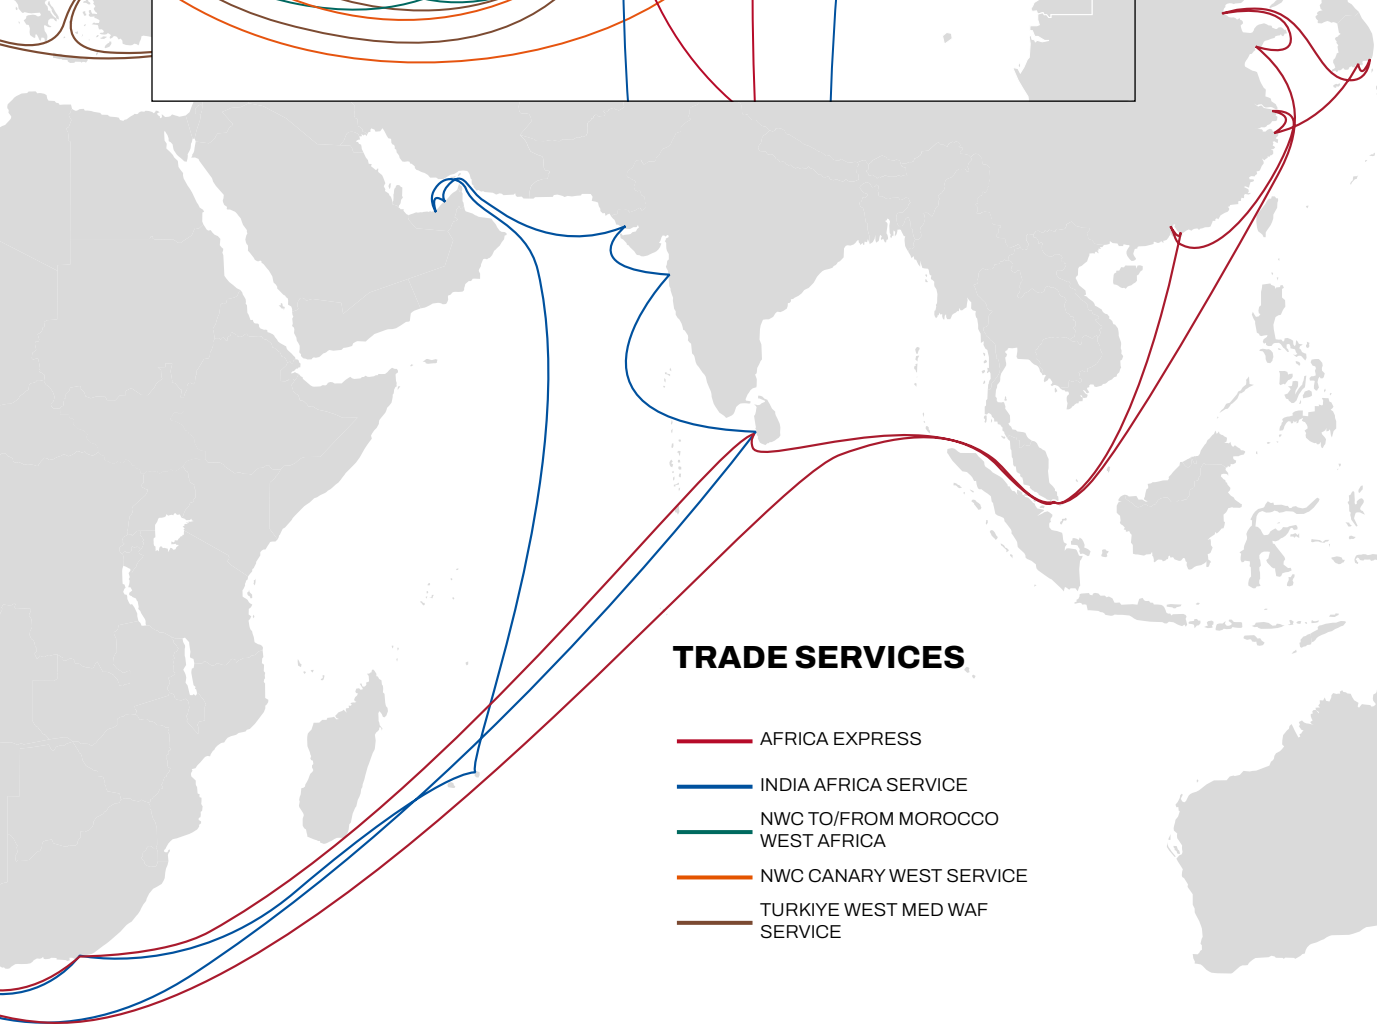 TRADE SERVICES
AFRICA EXPRESS
INDIA AFRICA SERVICE
NWC TO/FROM MOROCCO
WEST AFRICA
NWC CANARY WEST SERVICE
TURKIYE WEST MED WAF
SERVICE